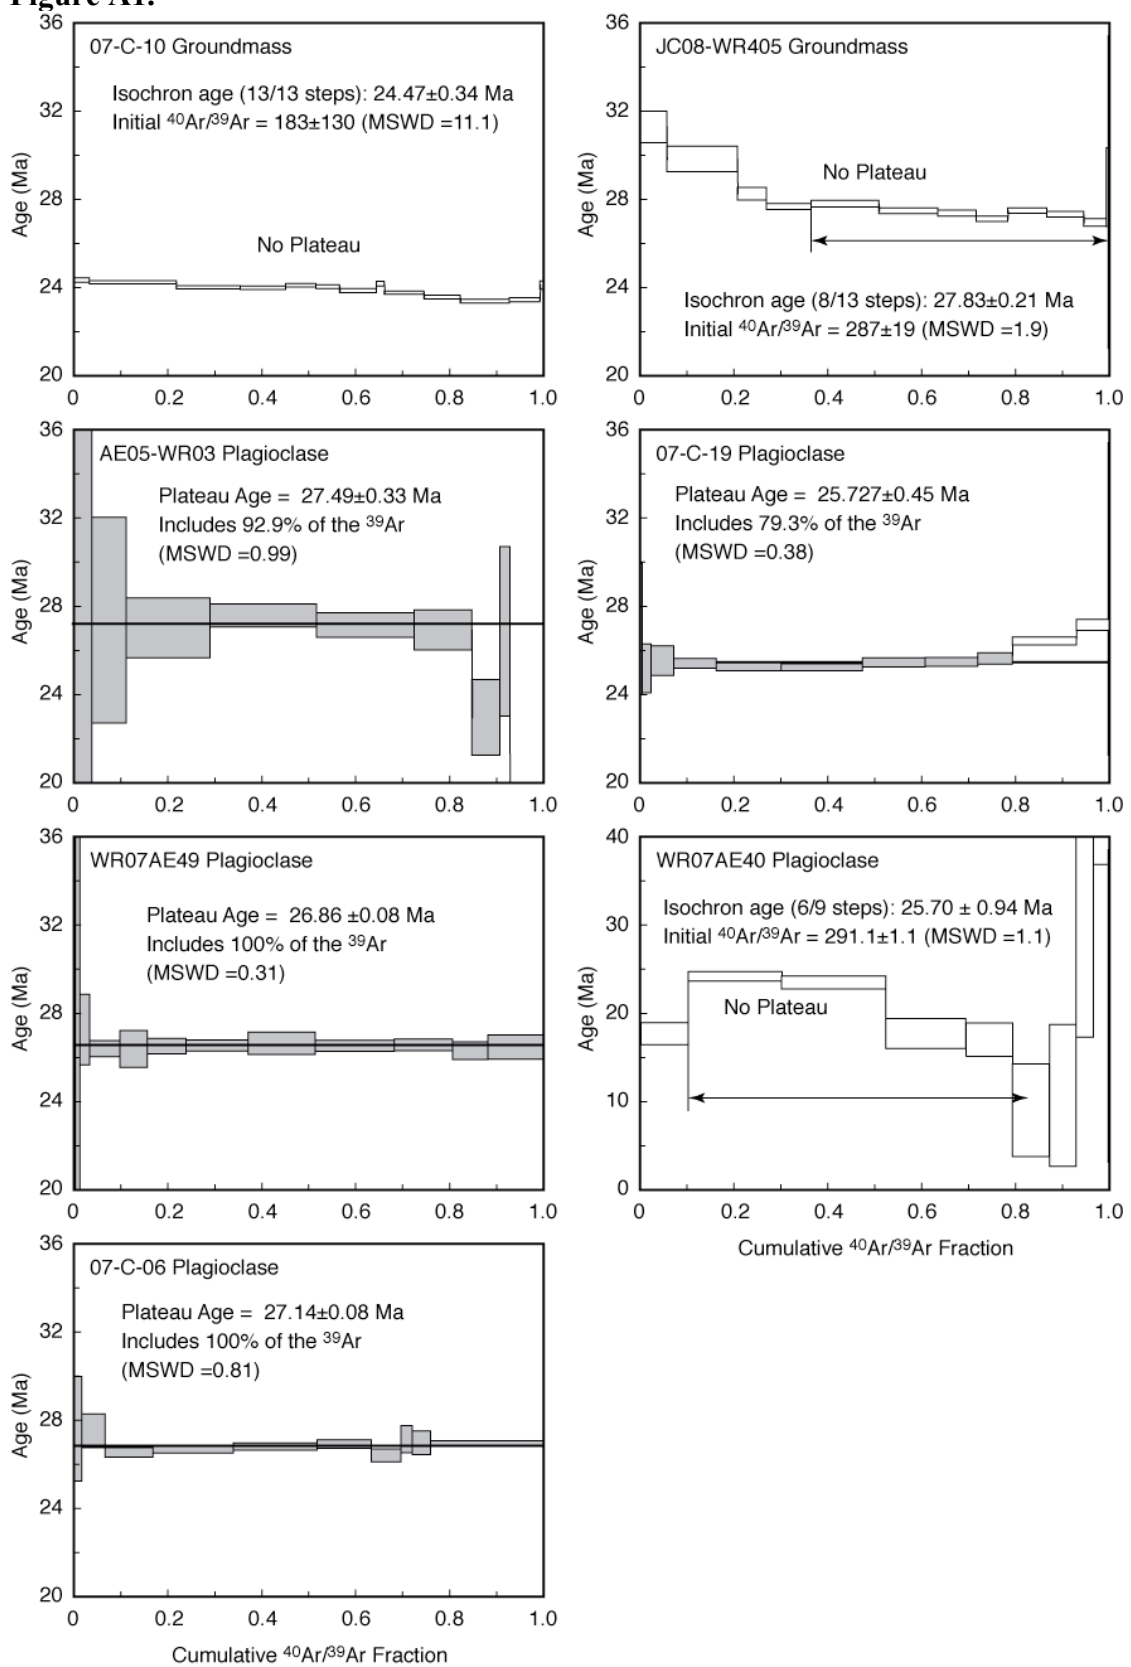 Figure A1.
36
32
28
24
20
Age (Ma)
07-C-10 Groundmass
Isochron age (13/13 steps): 24.47±0.34 Ma
Initial ⁴⁰Ar/³⁹Ar = 183±130 (MSWD =11.1)
No Plateau
0 0.2 0.4 0.6 0.8 1.0
36
32
28
24
20
Age (Ma)
JC08-WR405 Groundmass
No Plateau
Isochron age (8/13 steps): 27.83±0.21 Ma
Initial ⁴⁰Ar/³⁹Ar = 287±19 (MSWD =1.9)
0 0.2 0.4 0.6 0.8 1.0
36
32
28
24
20
Age (Ma)
AE05-WR03 Plagioclase
Plateau Age = 27.49±0.33 Ma
Includes 92.9% of the ³⁹Ar
(MSWD =0.99)
0 0.2 0.4 0.6 0.8 1.0
36
32
28
24
20
Age (Ma)
07-C-19 Plagioclase
Plateau Age = 25.727±0.45 Ma
Includes 79.3% of the ³⁹Ar
(MSWD =0.38)
0 0.2 0.4 0.6 0.8 1.0
36
32
28
24
20
Age (Ma)
WR07AE49 Plagioclase
Plateau Age = 26.86 ±0.08 Ma
Includes 100% of the ³⁹Ar
(MSWD =0.31)
0 0.2 0.4 0.6 0.8 1.0
40
30
20
10
0
Age (Ma)
WR07AE40 Plagioclase
Isochron age (6/9 steps): 25.70 ± 0.94 Ma
Initial ⁴⁰Ar/³⁹Ar = 291.1±1.1 (MSWD =1.1)
No Plateau
0 0.2 0.4 0.6 0.8 1.0
Cumulative ⁴⁰Ar/³⁹Ar Fraction
36
32
28
24
20
Age (Ma)
07-C-06 Plagioclase
Plateau Age = 27.14±0.08 Ma
Includes 100% of the ³⁹Ar
(MSWD =0.81)
0 0.2 0.4 0.6 0.8 1.0
Cumulative ⁴⁰Ar/³⁹Ar Fraction